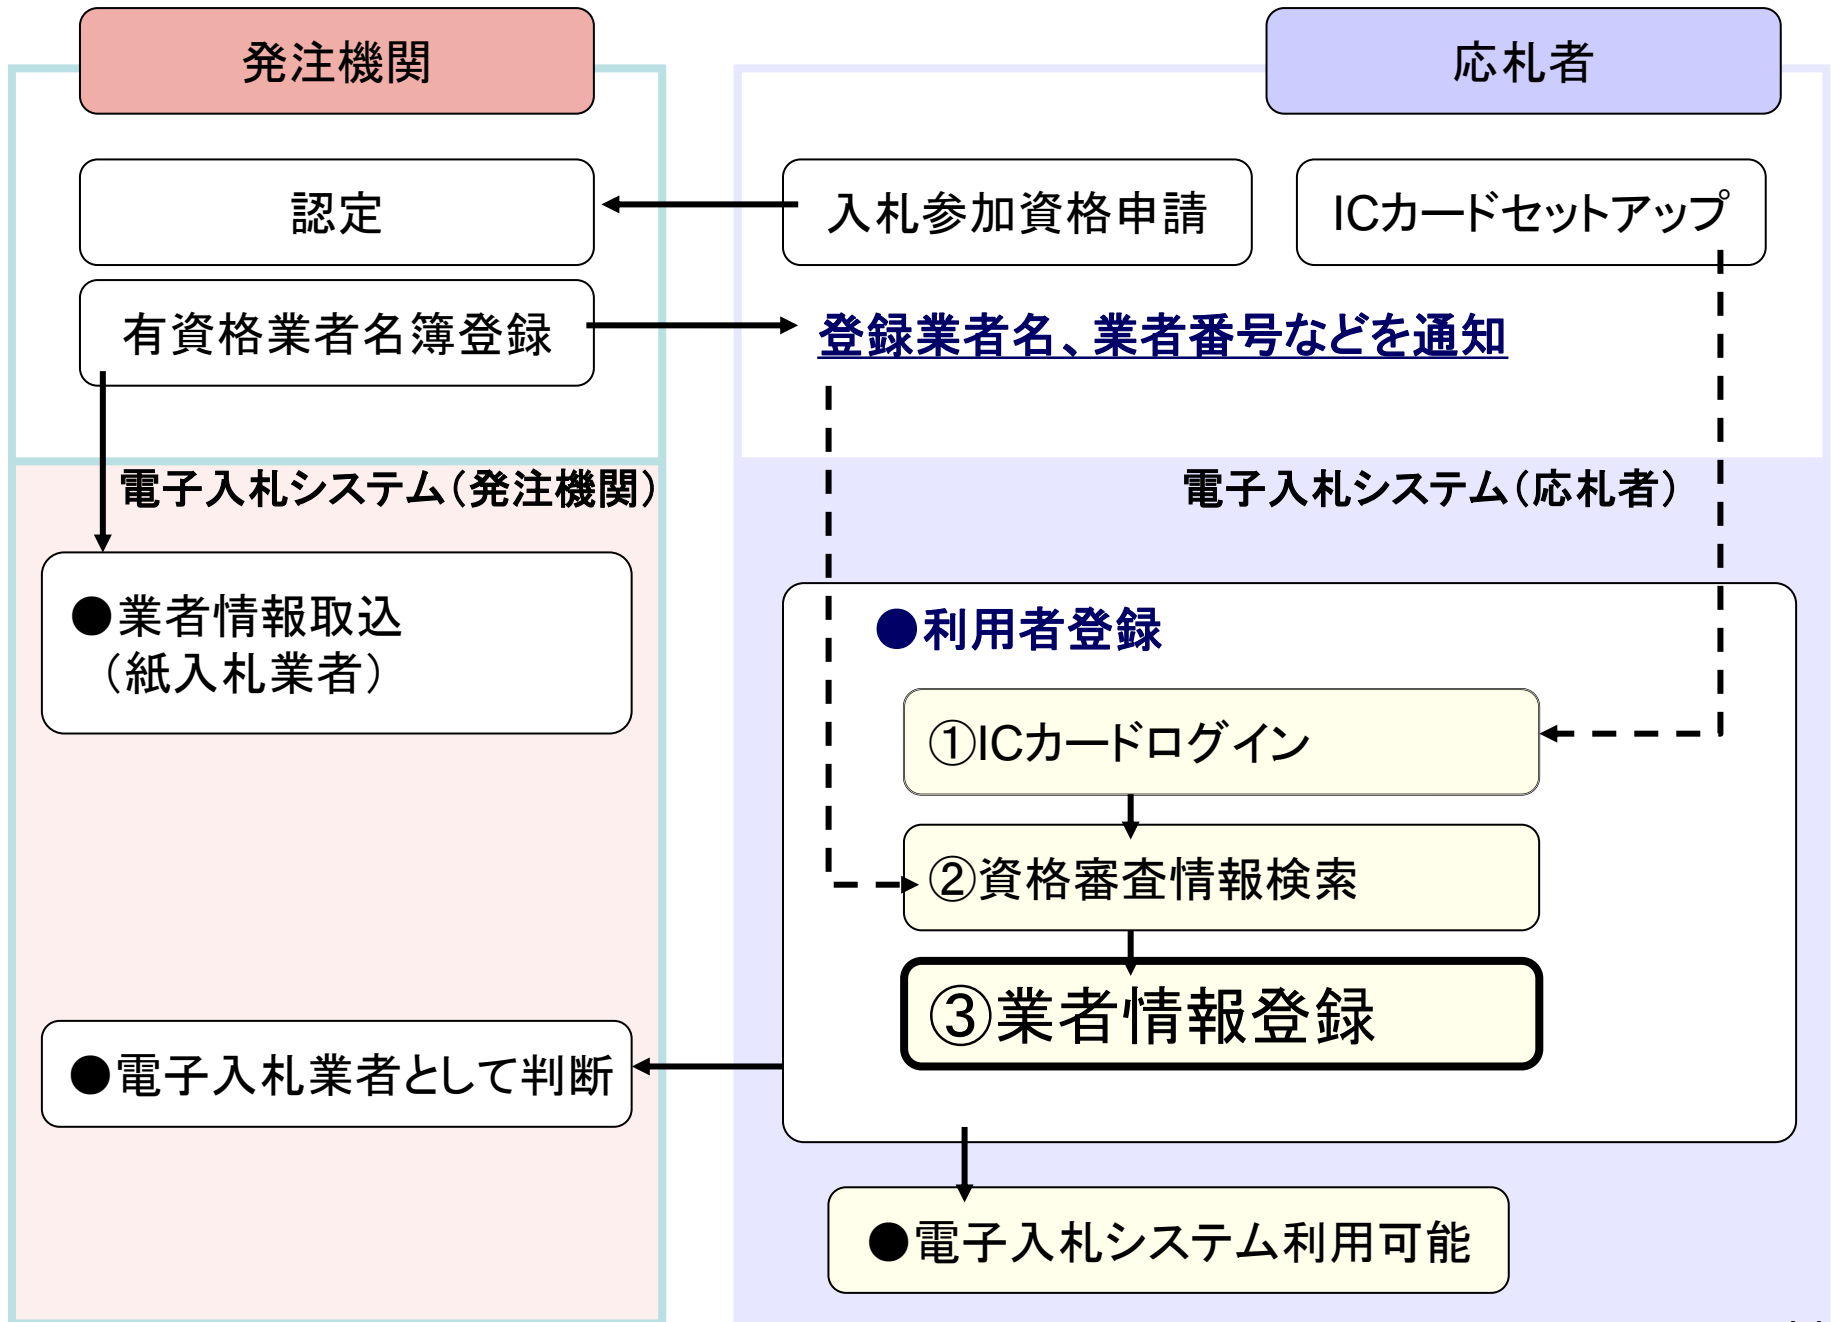 発注機関
応札者
認定
入札参加資格申請
ICカードセットアップ
有資格業者名簿登録
登録業者名、業者番号などを通知
電子入札システム（発注機関）
電子入札システム（応札者）
●業者情報取込
（紙入札業者）
●利用者登録
①ICカードログイン
②資格審査情報検索
③業者情報登録
●電子入札業者として判断
●電子入札システム利用可能